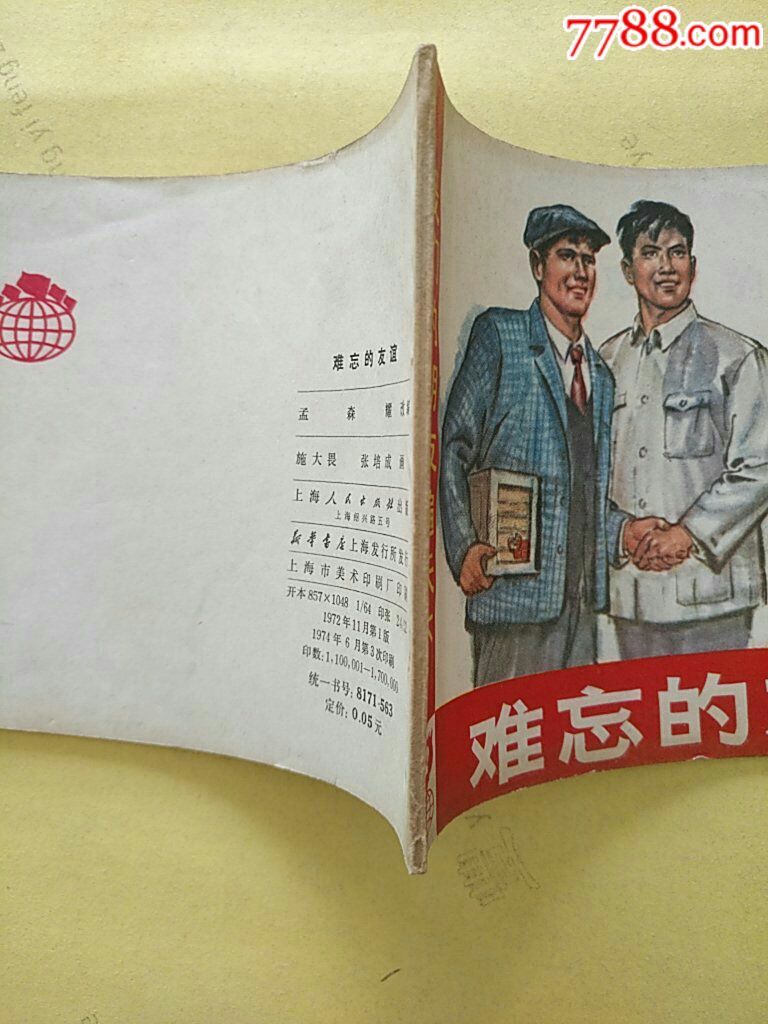 7788.com
难忘的友谊
孟森耀改编
施大畏 张培成 画
上海人民出版社出版
上海绍兴路五号
新华书店上海发行所发行
上海市美术印刷厂印刷
开本 857×1048 1/64 印张 24/32
1972年11月第1版
1974年6月第3次印刷
印数:1,100,001—1,700,000
统一书号:8171·563
定价:0.05元
难忘的